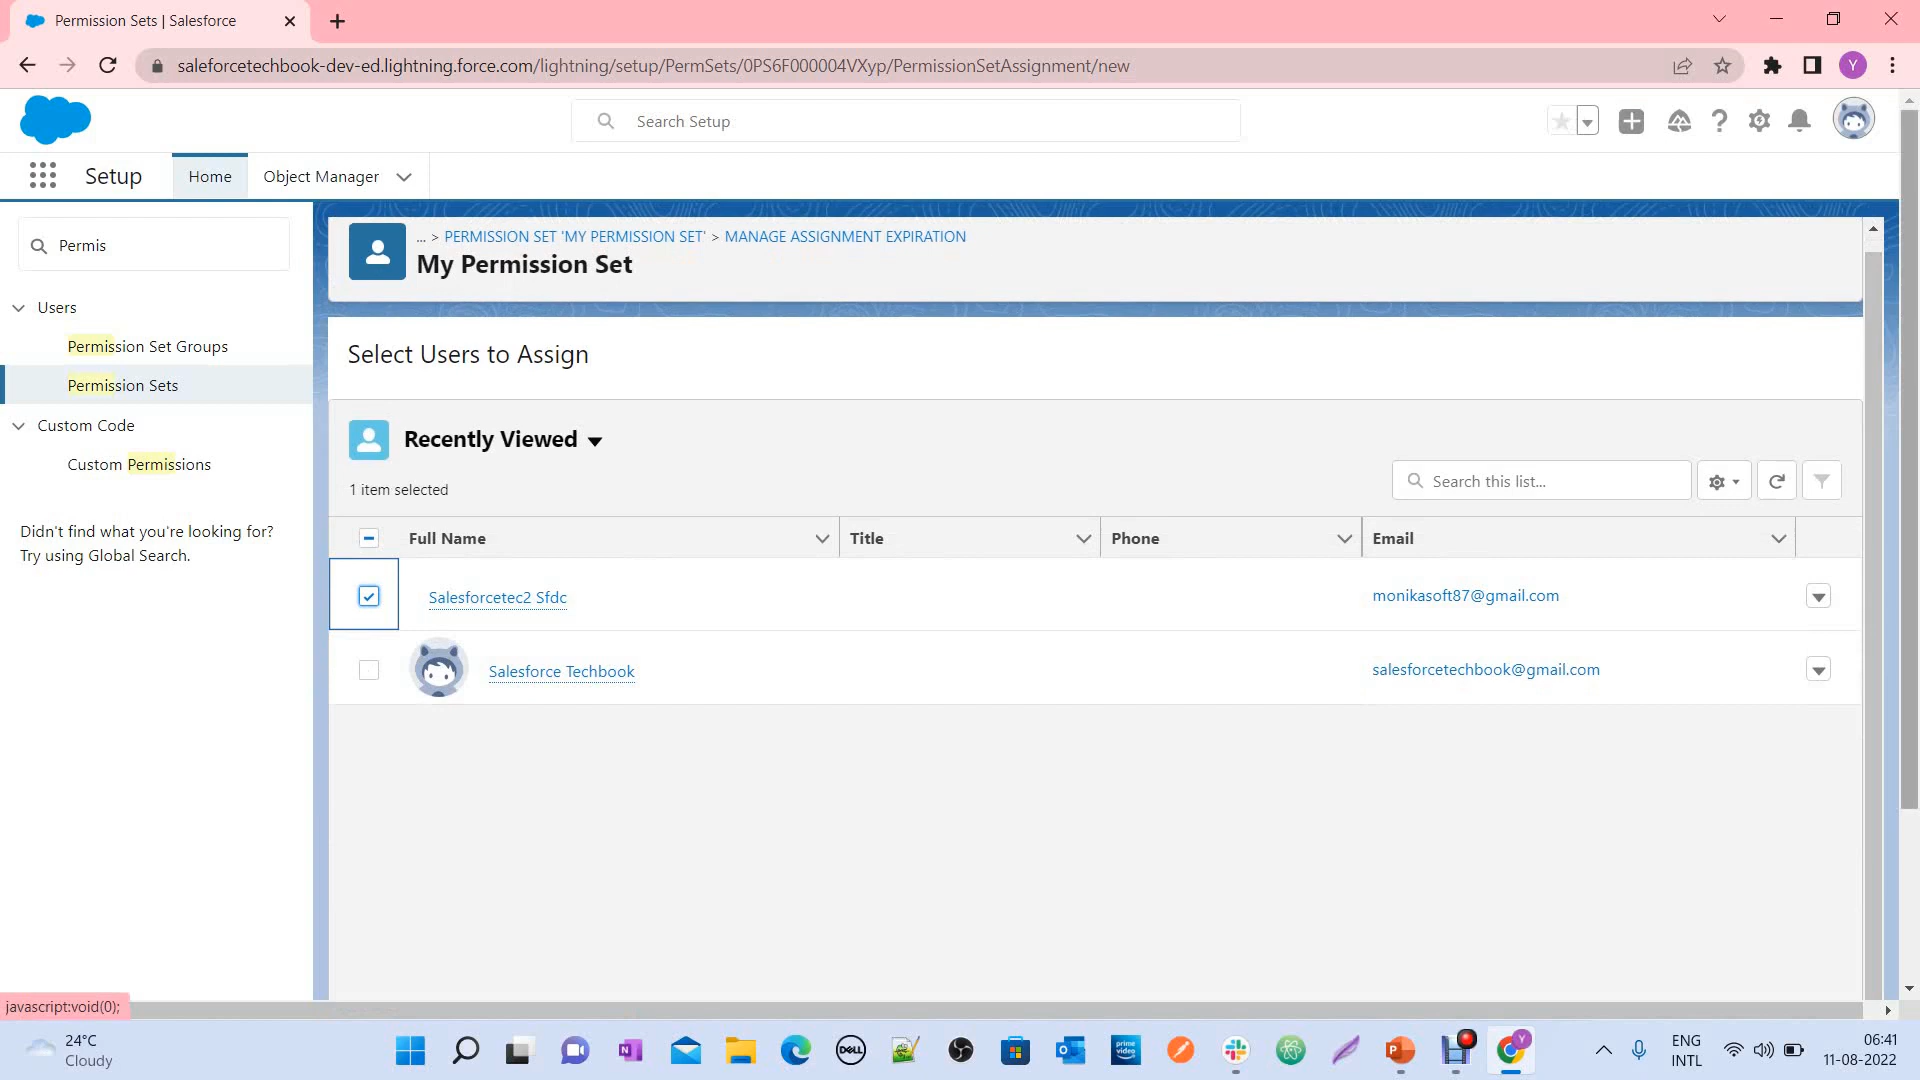 Permission Sets | Salesforce
saleforcetechbook-dev-ed.lightning.force.com/lightning/setup/PermSets/0PS6F000004VXyp/PermissionSetAssignment/new
Y
Search Setup
Setup
Home
Object Manager
Permis
Users
Permission Set Groups
Permission Sets
Custom Code
Custom Permissions
Didn't find what you're looking for?
Try using Global Search.
... > PERMISSION SET 'MY PERMISSION SET' > MANAGE ASSIGNMENT EXPIRATION
My Permission Set
Select Users to Assign
Recently Viewed
1 item selected
Search this list...
Full Name Title Phone Email
Salesforcetec2 Sfdc monikasoft87@gmail.com
Salesforce Techbook salesforcetechbook@gmail.com
javascript:void(0);
24°C
Cloudy
DELL
prime video
Y
ENG
INTL
06:41
11-08-2022